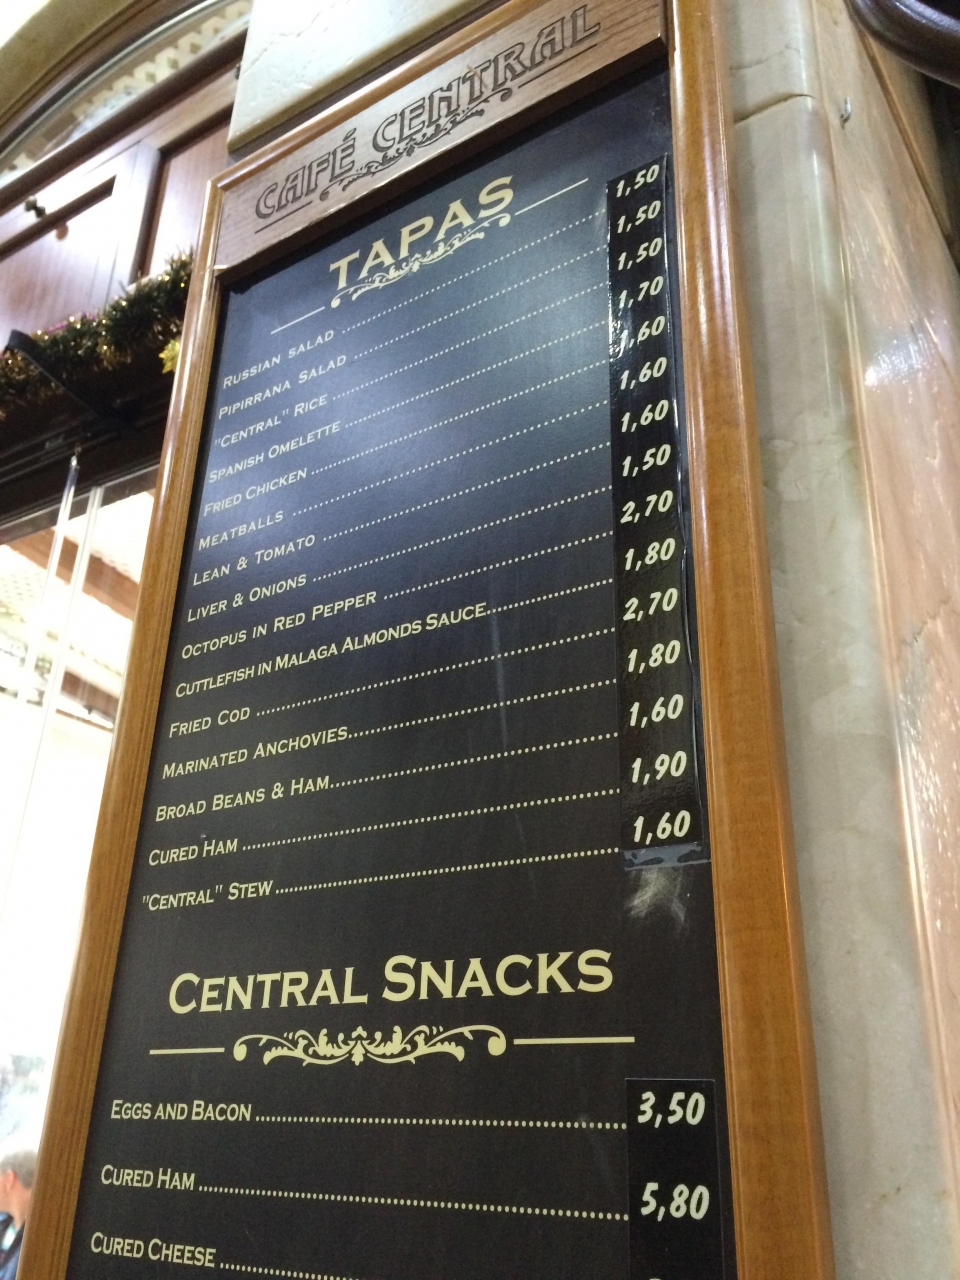 CAFÉ CENTRAL
TAPAS
RUSSIAN SALAD 1,50
PIPIRRANA SALAD 1,50
"CENTRAL" RICE 1,50
SPANISH OMELETTE 1,70
FRIED CHICKEN 1,60
MEATBALLS 1,60
LEAN & TOMATO 1,60
LIVER & ONIONS 1,50
OCTOPUS IN RED PEPPER 2,70
CUTTLEFISH IN MALAGA ALMONDS SAUCE 1,80
FRIED COD 2,70
MARINATED ANCHOVIES 1,80
BROAD BEANS & HAM 1,60
CURED HAM 1,90
"CENTRAL" STEW 1,60
CENTRAL SNACKS
EGGS AND BACON 3,50
CURED HAM 5,80
CURED CHEESE